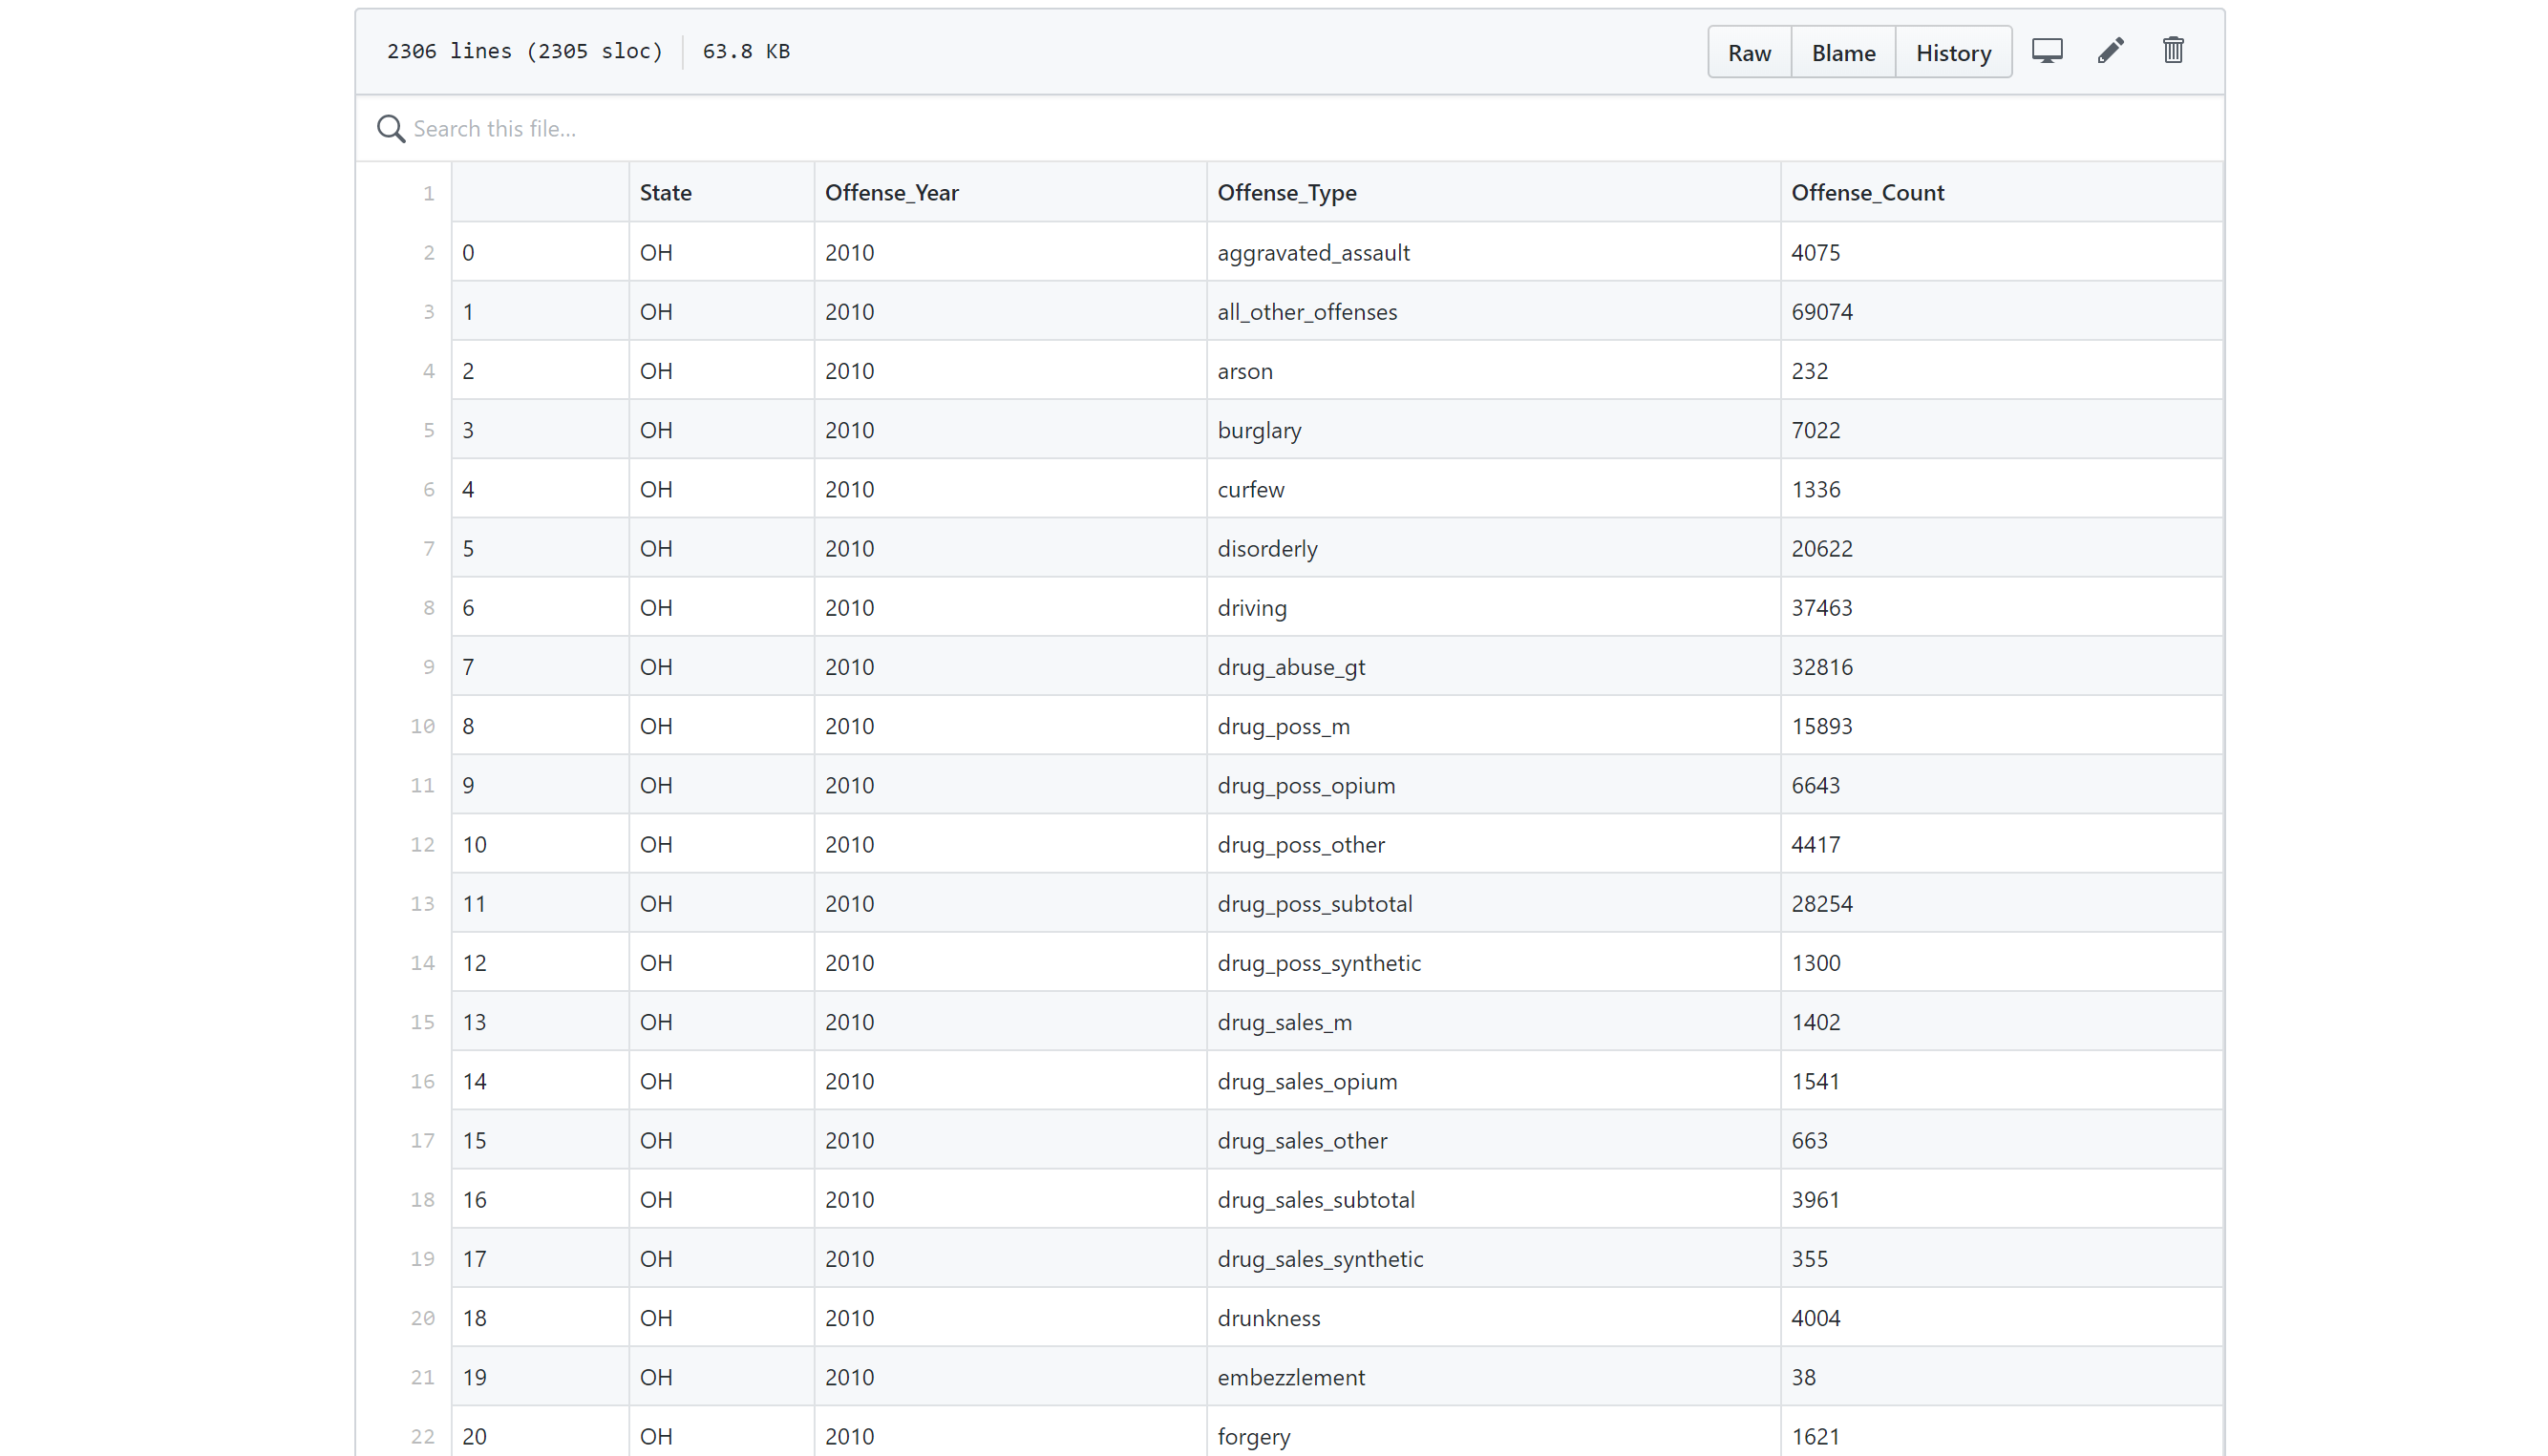 2306 lines (2305 sloc) 63.8 KB Raw Blame History
Search this file…
1 State Offense_Year Offense_Type Offense_Count
2 0 OH 2010 aggravated_assault 4075
3 1 OH 2010 all_other_offenses 69074
4 2 OH 2010 arson 232
5 3 OH 2010 burglary 7022
6 4 OH 2010 curfew 1336
7 5 OH 2010 disorderly 20622
8 6 OH 2010 driving 37463
9 7 OH 2010 drug_abuse_gt 32816
10 8 OH 2010 drug_poss_m 15893
11 9 OH 2010 drug_poss_opium 6643
12 10 OH 2010 drug_poss_other 4417
13 11 OH 2010 drug_poss_subtotal 28254
14 12 OH 2010 drug_poss_synthetic 1300
15 13 OH 2010 drug_sales_m 1402
16 14 OH 2010 drug_sales_opium 1541
17 15 OH 2010 drug_sales_other 663
18 16 OH 2010 drug_sales_subtotal 3961
19 17 OH 2010 drug_sales_synthetic 355
20 18 OH 2010 drunkness 4004
21 19 OH 2010 embezzlement 38
22 20 OH 2010 forgery 1621